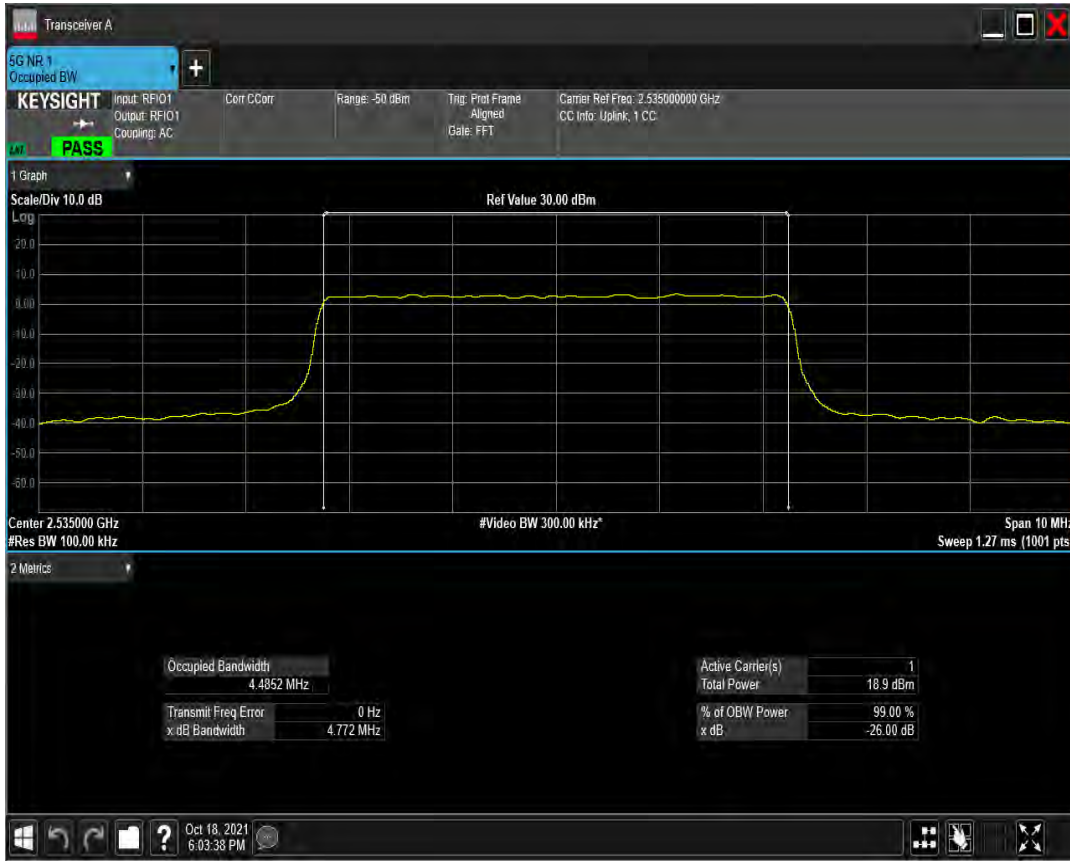 Transceiver A
5G NR 1
Occupied BW
+
KEYSIGHT
Input: RFIO1
Output: RFIO1
Coupling: AC
Corr CCorr
Range: -50 dBm
Trig: Prot Frame
Aligned
Gate: FFT
Carrier Ref Freq: 2.535000000 GHz
CC Info: Uplink, 1 CC
PASS
1 Graph
Scale/Div 10.0 dB
Ref Value 30.00 dBm
Log
20.0
10.0
0.00
-10.0
-20.0
-30.0
-40.0
-50.0
-60.0
Center 2.535000 GHz
#Video BW 300.00 kHz*
Span 10 MHz
#Res BW 100.00 kHz
Sweep 1.27 ms (1001 pts
2 Metrics
Occupied Bandwidth
4.4852 MHz
Transmit Freq Error 0 Hz
x dB Bandwidth 4.772 MHz
Active Carrier(s) 1
Total Power 18.9 dBm
% of OBW Power 99.00 %
x dB -26.00 dB
?
Oct 18, 2021
6:03:38 PM